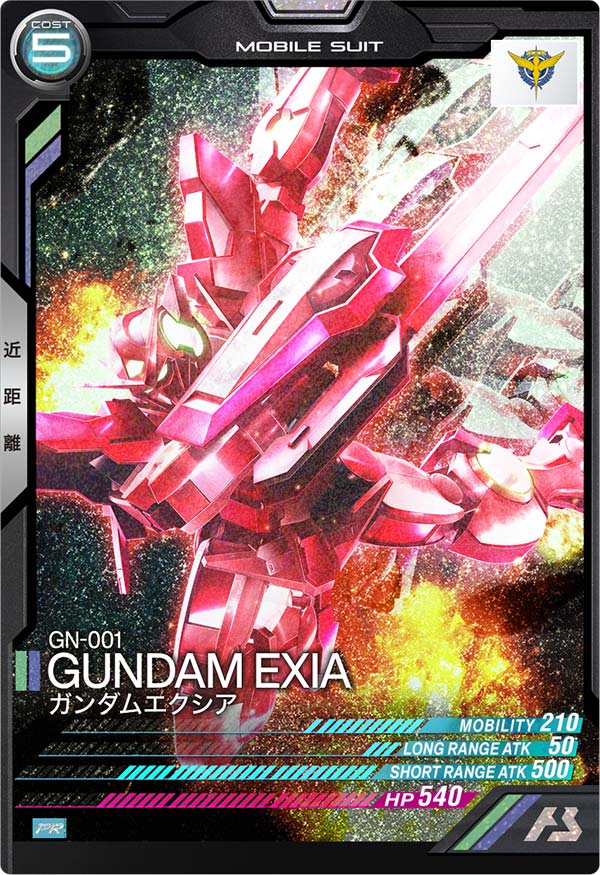 COST
5
MOBILE SUIT
近距離
GN-001
GUNDAM EXIA
ガンダムエクシア
MOBILITY 210
LONG RANGE ATK 50
SHORT RANGE ATK 500
HP 540
PR